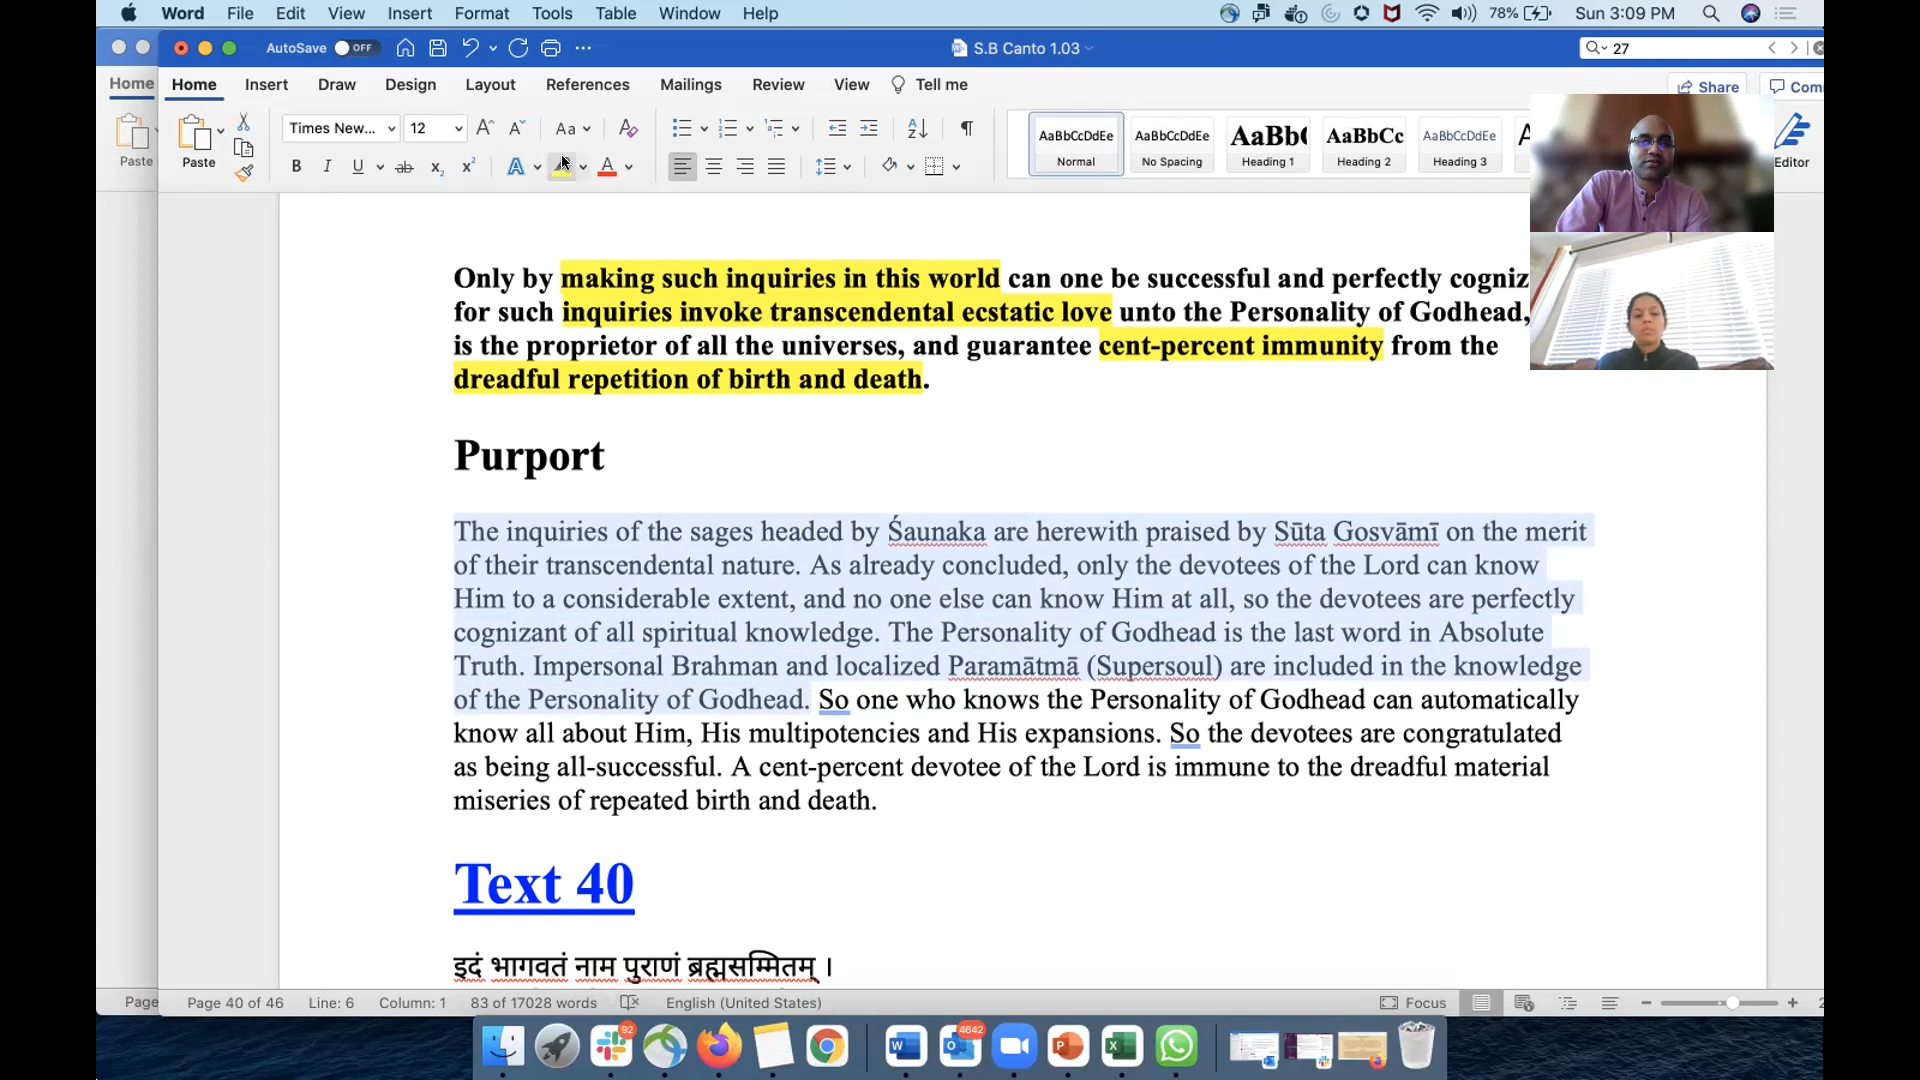 Word File Edit View Insert Format Tools Table Window Help 78% Sun 3:09 PM
AutoSave OFF S.B Canto 1.03 27
Home Home Insert Draw Design Layout References Mailings Review View Tell me Share
Paste Paste Times New... 12 Aa
AaBbCcDdEe AaBbCcDdEe AaBbCc AaBbCcDdEe
Normal No Spacing Heading 1 Heading 2 Heading 3 Editor
Only by making such inquiries in this world can one be successful and perfectly
for such inquiries invoke transcendental ecstatic love unto the Personality of Godhead,
is the proprietor of all the universes, and guarantee cent-percent immunity from the
dreadful repetition of birth and death.
Purport
The inquiries of the sages headed by Śaunaka are herewith praised by Sūta Gosvāmī on the merit
of their transcendental nature. As already concluded, only the devotees of the Lord can know
Him to a considerable extent, and no one else can know Him at all, so the devotees are perfectly
cognizant of all spiritual knowledge. The Personality of Godhead is the last word in Absolute
Truth. Impersonal Brahman and localized Paramātmā (Supersoul) are included in the knowledge
of the Personality of Godhead. So one who knows the Personality of Godhead can automatically
know all about Him, His multipotencies and His expansions. So the devotees are congratulated
as being all-successful. A cent-percent devotee of the Lord is immune to the dreadful material
miseries of repeated birth and death.
Text 40
इदं भागवतं नाम पुराणं ब्रह्मसम्मितम् ।
Page Page 40 of 46 Line: 6 Column: 1 83 of 17028 words English (United States) Focus
92 4642